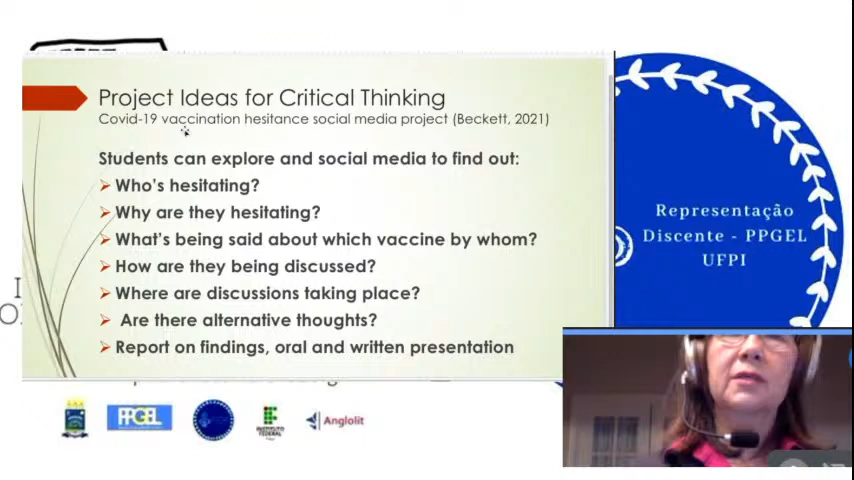 Project Ideas for Critical Thinking
Covid-19 vaccination hesitance social media project (Beckett, 2021)
Students can explore and social media to find out:
Who's hesitating?
Why are they hesitating?
What's being said about which vaccine by whom?
How are they being discussed?
Where are discussions taking place?
Are there alternative thoughts?
Report on findings, oral and written presentation
Representação
Discente - PPGEL
UFPI
PPGEL
INSTITUTO
FEDERAL
Anglolit